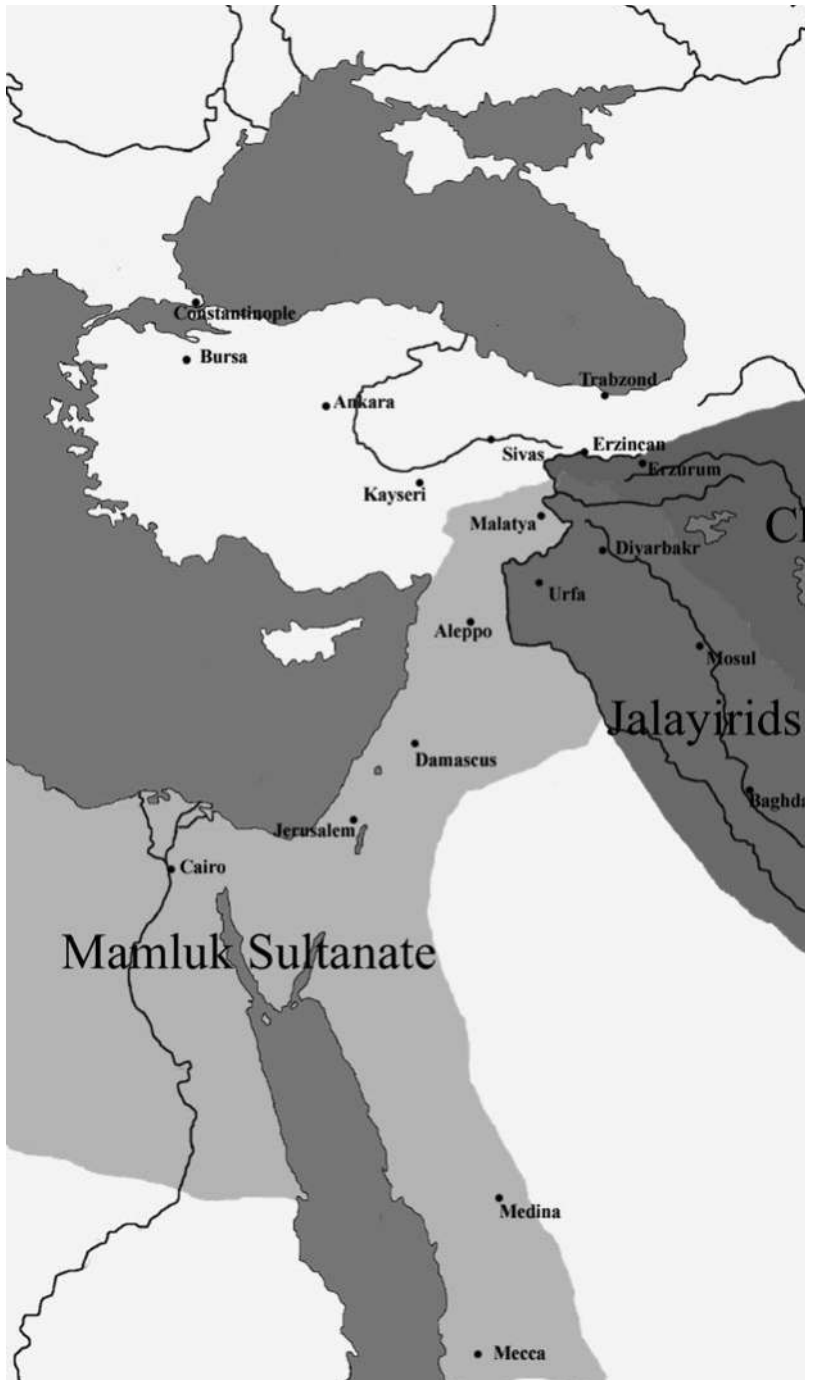 Constantinople
Bursa
Trabzond
Ankara
Sivas
Erzincan
Erzurum
Kayseri
Malatya
Diyarbakr
Urfa
Aleppo
Mosul
Jalayirids
Damascus
Jerusalem
Cairo
Mamluk Sultanate
Medina
Mecca